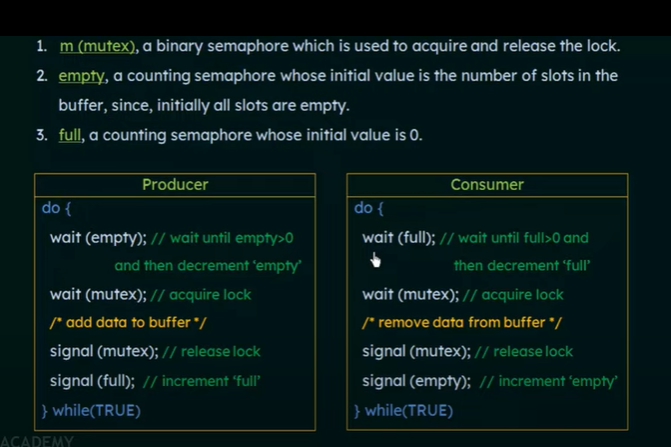 1. m (mutex), a binary semaphore which is used to acquire and release the lock.
2. empty, a counting semaphore whose initial value is the number of slots in the
buffer, since, initially all slots are empty.
3. full, a counting semaphore whose initial value is 0.
Producer
do {
wait (empty); // wait until empty>0
and then decrement ‘empty’
wait (mutex); // acquire lock
/* add data to buffer */
signal (mutex); // release lock
signal (full); // increment ‘full’
} while(TRUE)
Consumer
do {
wait (full); // wait until full>0 and
then decrement ‘full’
wait (mutex); // acquire lock
/* remove data from buffer */
signal (mutex); // release lock
signal (empty); // increment ‘empty’
} while(TRUE)
ACADEMY